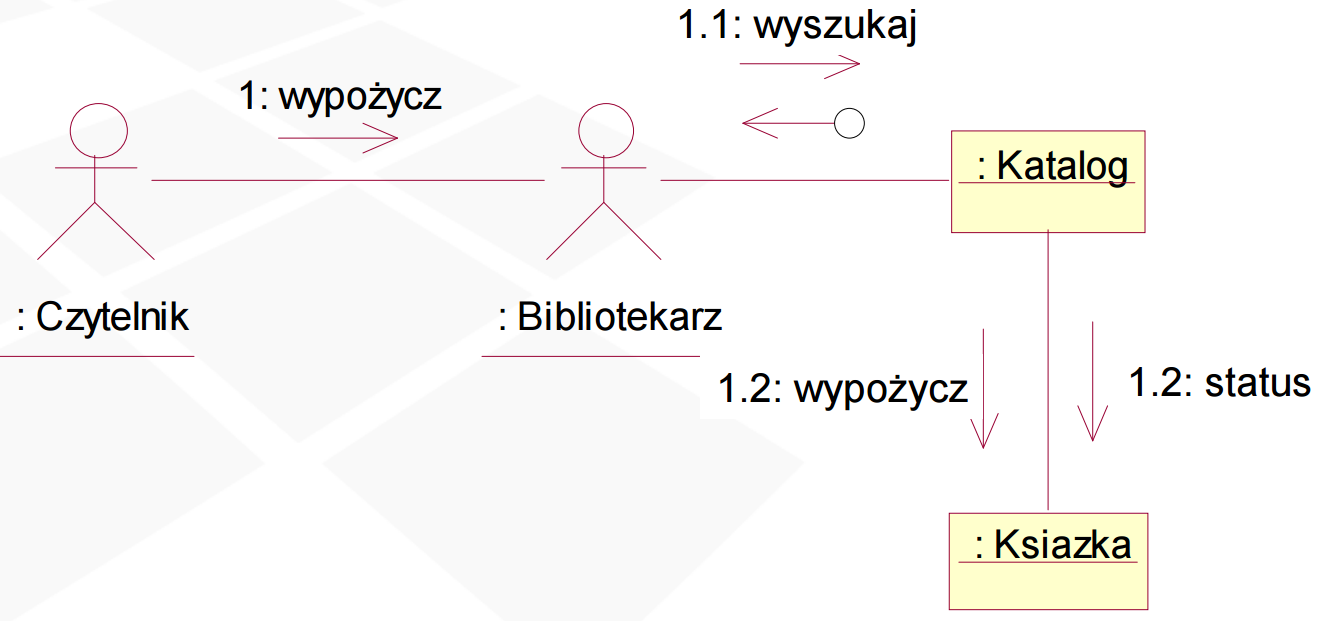 1.1: wyszukaj
1: wypożycz
: Katalog
: Czytelnik
: Bibliotekarz
1.2: wypożycz
1.2: status
: Ksiazka